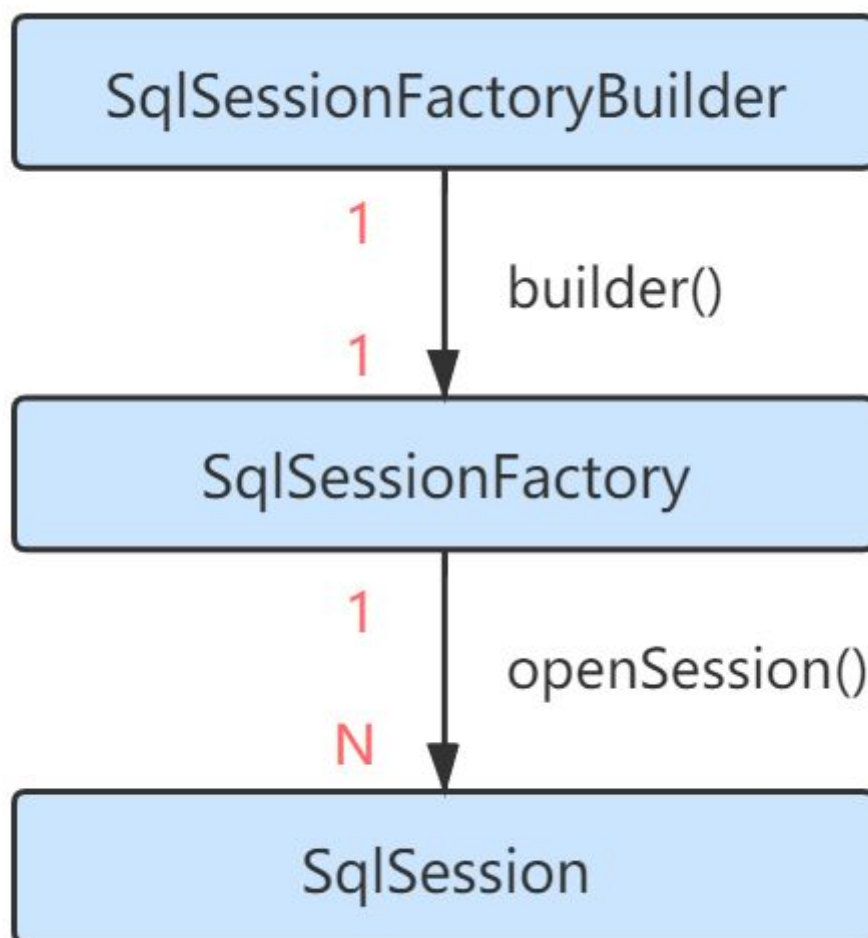 SqlSessionFactoryBuilder
1
builder()
1
SqlSessionFactory
1
openSession()
N
SqlSession